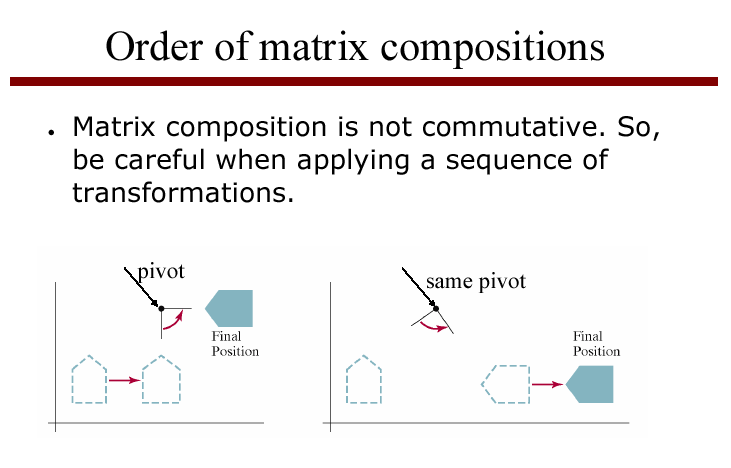 Order of matrix compositions
• Matrix composition is not commutative. So,
be careful when applying a sequence of
transformations.
pivot
Final
Position
same pivot
Final
Position